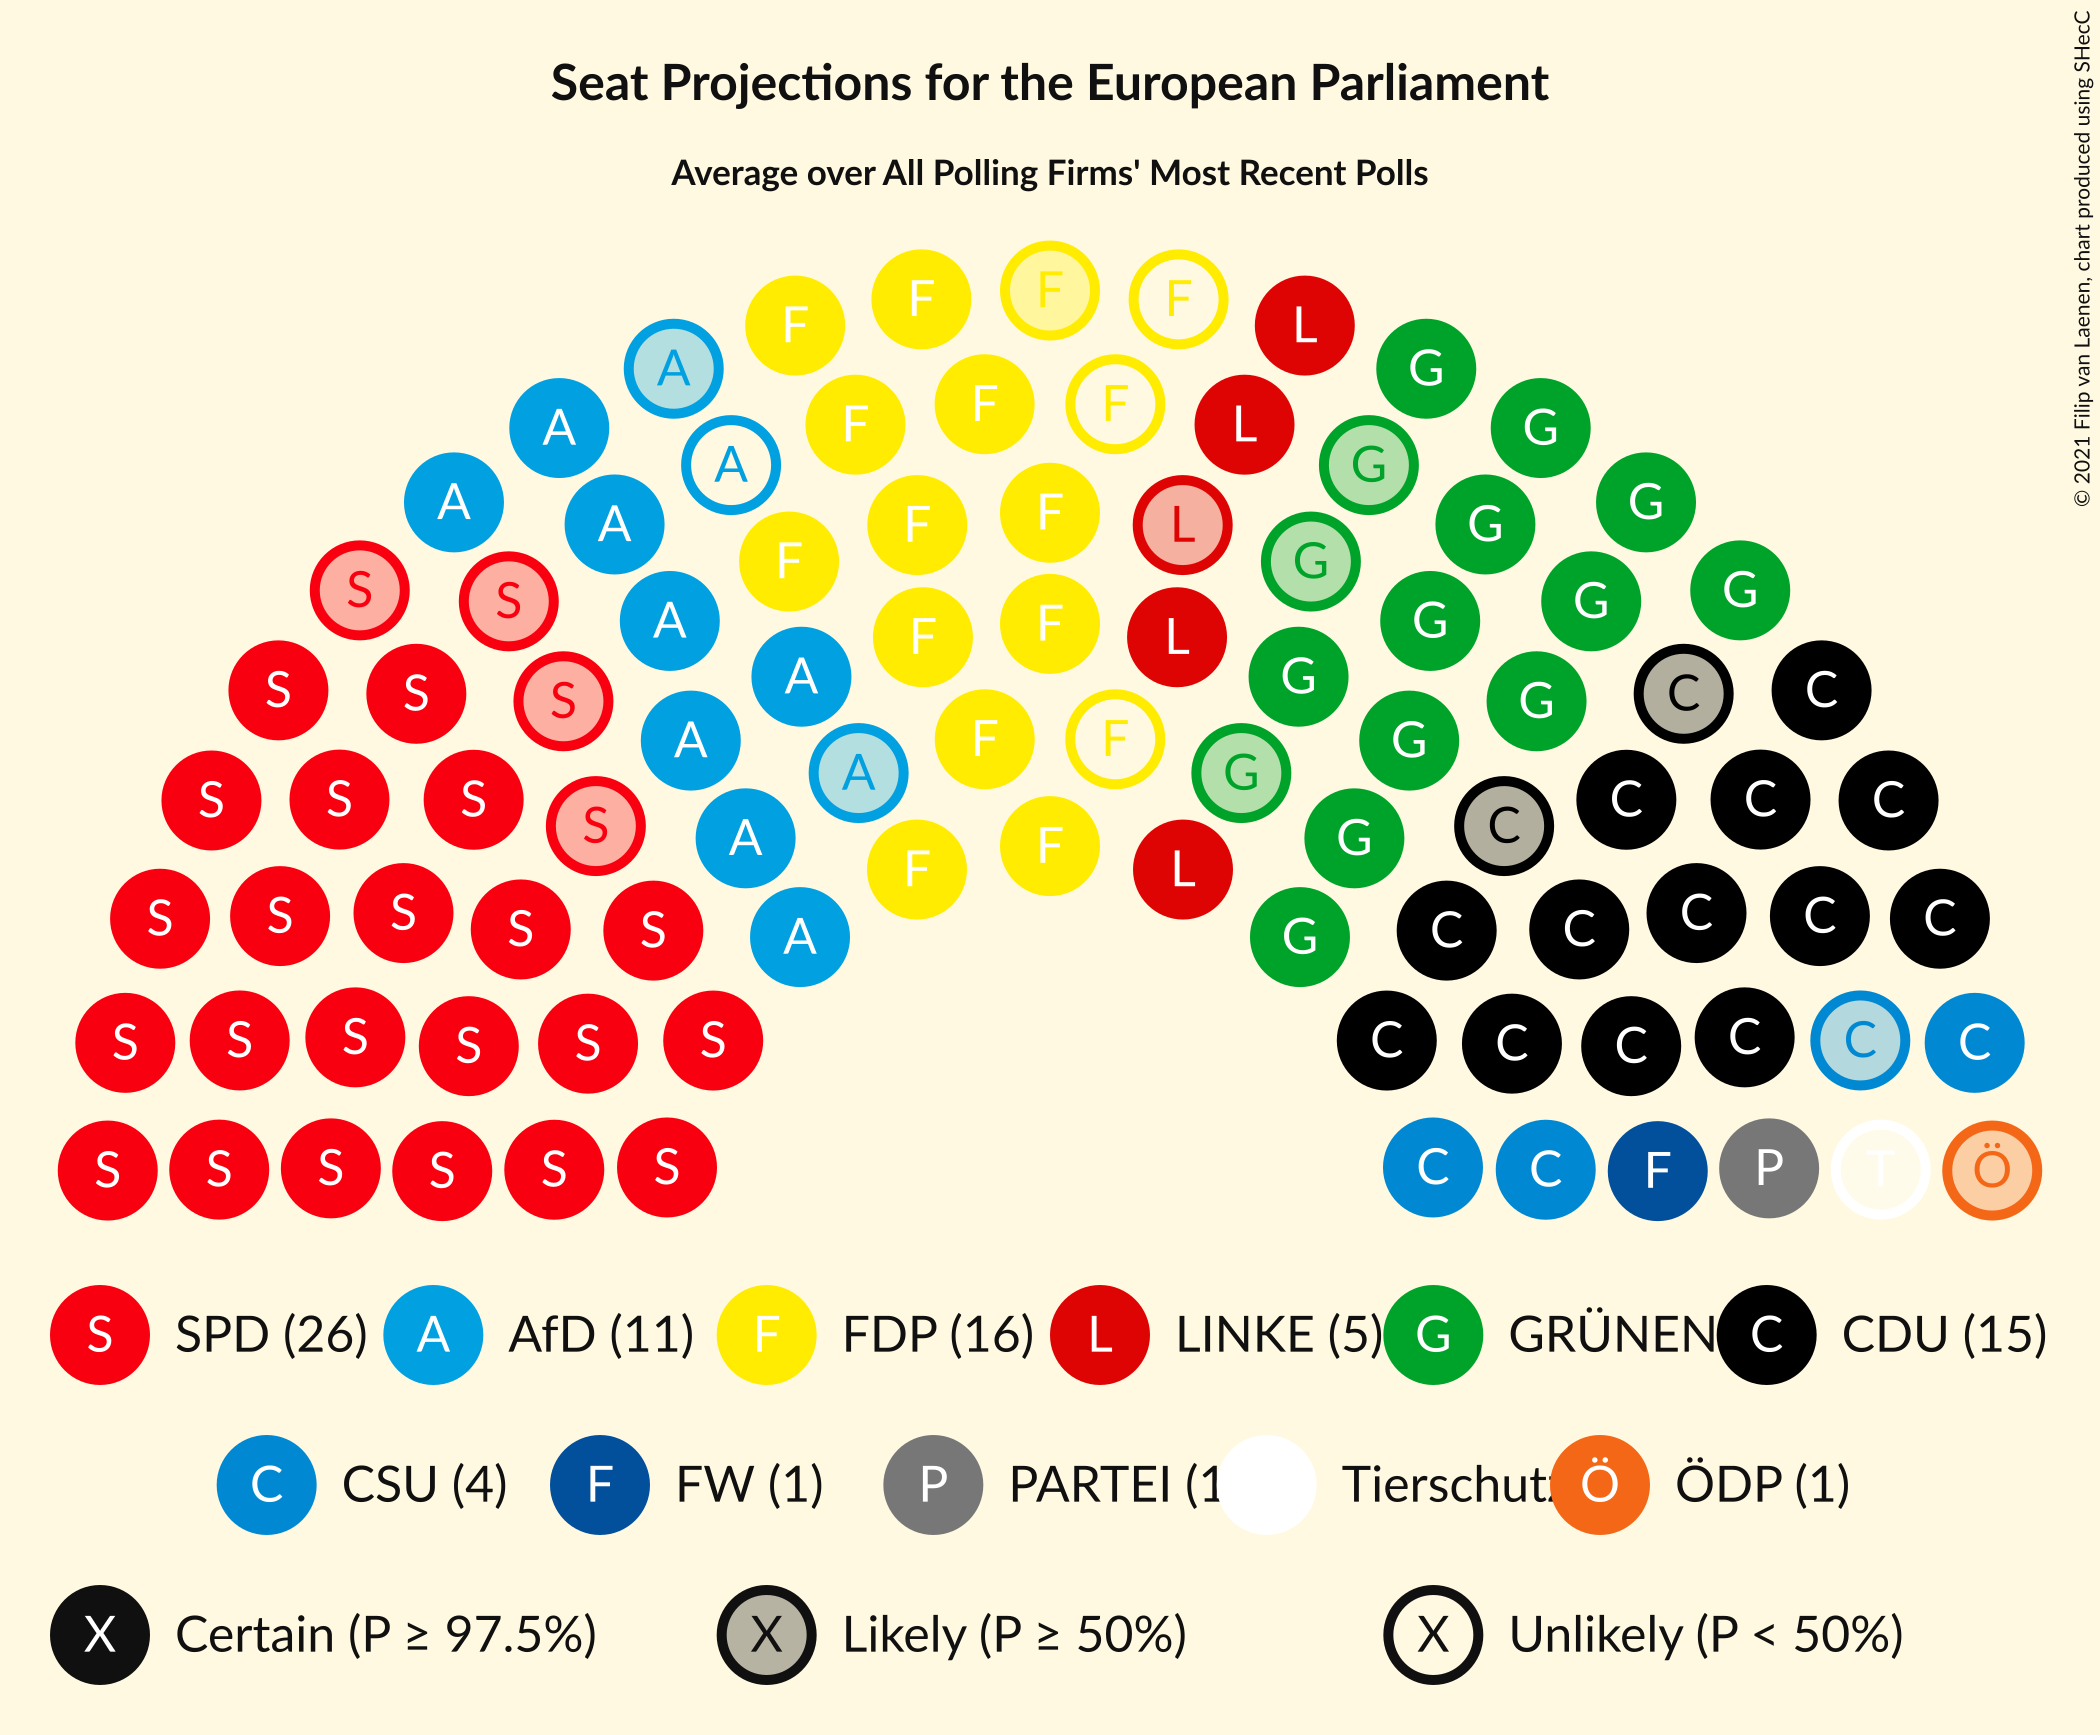 Seat Projections for the European Parliament
Average over All Polling Firms' Most Recent Polls
© 2021 Filip van Laenen, chart produced using SHecC
F F F F L
A F F F L G
A A F F F L G G
A A F F L G G G
S S A A F F L G G G G
S S S A A F F G G G C C
S S S S A A F F L G G C C C C
S S S S S A G C C C C C
S S S S S S C C C C C C
S S S S S S C C F P T Ö
S SPD (26) A AfD (11) F FDP (16) L LINKE (5) G GRÜNEN C CDU (15)
C CSU (4) F FW (1) P PARTEI (1 Tierschutz Ö ÖDP (1)
X Certain (P ≥ 97.5%) X Likely (P ≥ 50%) X Unlikely (P < 50%)